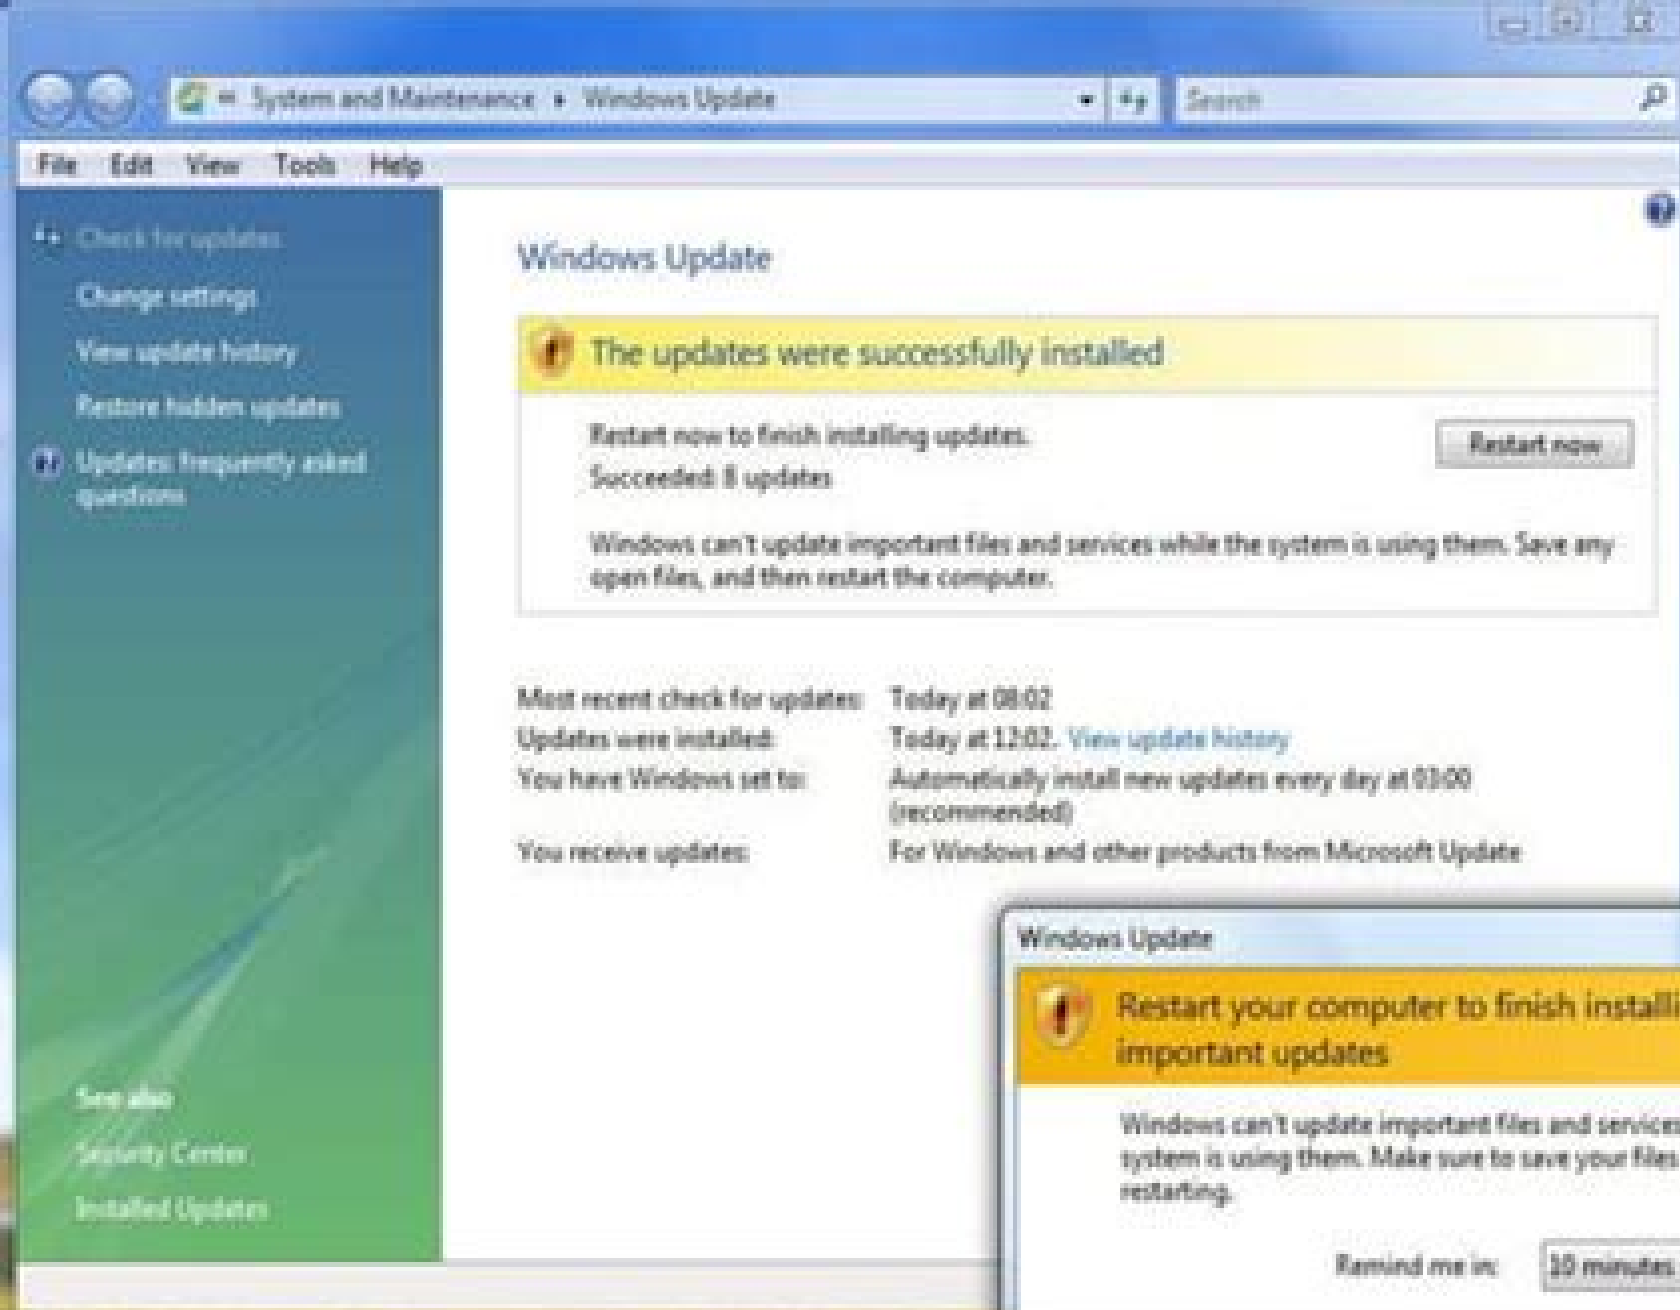 System and Maintenance ▸ Windows Update
Search
File Edit View Tools Help
Check for updates
Change settings
View update history
Restore hidden updates
Updates: frequently asked
questions
See also
Security Center
Installed Updates
Windows Update
The updates were successfully installed
Restart now to finish installing updates.
Succeeded: 8 updates
Restart now
Windows can't update important files and services while the system is using them. Save any
open files, and then restart the computer.
Most recent check for updates: Today at 08:02
Updates were installed: Today at 12:02. View update history
You have Windows set to: Automatically install new updates every day at 03:00
(recommended)
You receive updates: For Windows and other products from Microsoft Update
Windows Update
Restart your computer to finish installi
important updates
Windows can't update important files and services
system is using them. Make sure to save your files
restarting.
Remind me in: 10 minutes